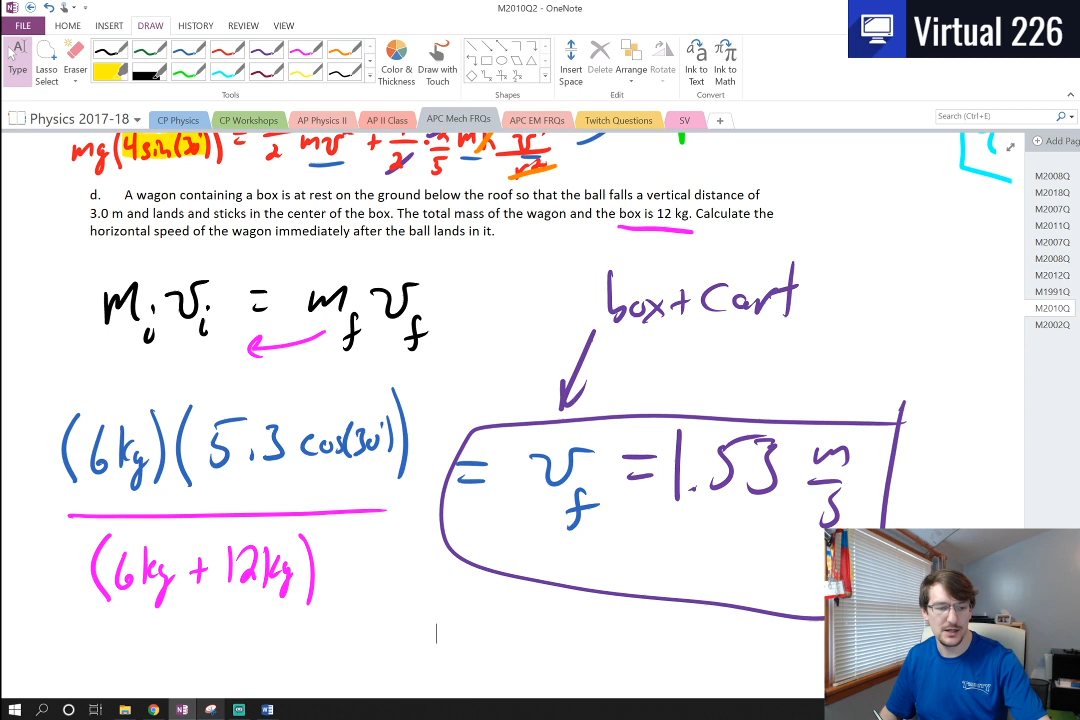 M2010Q2 - OneNote
Virtual 226
FILE HOME INSERT DRAW HISTORY REVIEW VIEW
Type
Lasso Select
Eraser
Color & Thickness
Draw with Touch
Insert Space
Delete
Arrange
Rotate
Ink to Text
Ink to Math
Tools
Shapes
Edit
Convert
Physics 2017-18
CP Physics
CP Workshops
AP Physics II
AP II Class
APC Mech FRQs
APC EM FRQs
Twitch Questions
SV
Search (Ctrl+E)
Add Pag
M2008Q
M2018Q
M2007Q
M2011Q
M2007Q
M2008Q
M2012Q
M1991Q
M2010Q
M2002Q
d. A wagon containing a box is at rest on the ground below the roof so that the ball falls a vertical distance of
3.0 m and lands and sticks in the center of the box. The total mass of the wagon and the box is 12 kg. Calculate the
horizontal speed of the wagon immediately after the ball lands in it.
box + Cart
m_i v_i = m_f v_f
(6kg)(5.3 cos(30°))
(6kg + 12kg)
= v_f = 1.53 m/s